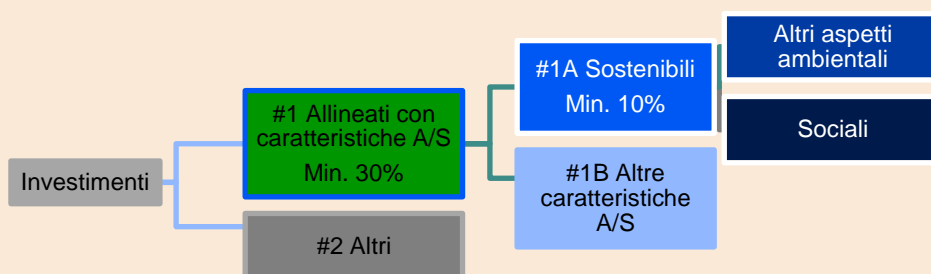 Investimenti
#1 Allineati con
caratteristiche A/S
Min. 30%
#2 Altri
#1A Sostenibili
Min. 10%
#1B Altre
caratteristiche
A/S
Altri aspetti
ambientali
Sociali